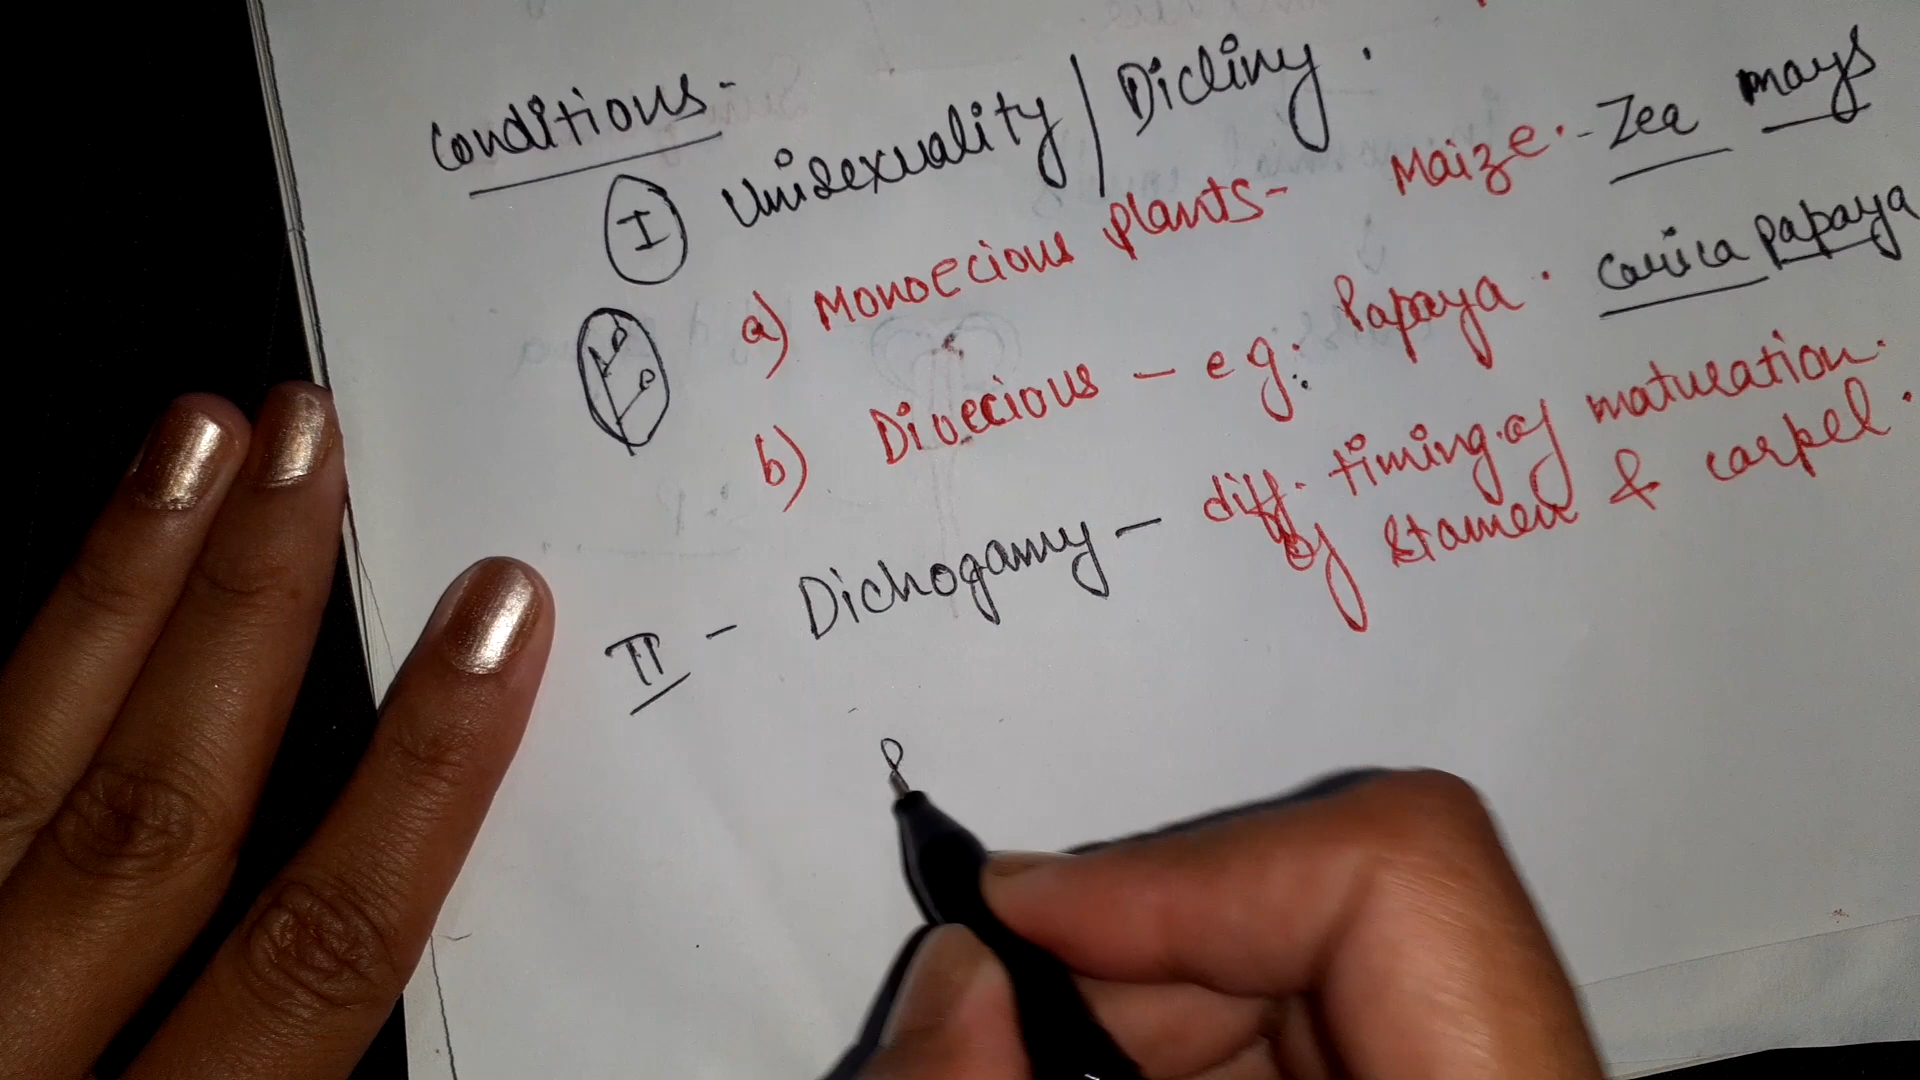 Conditions-
I Unisexuality / Dicliny.
a) Monoecious plants- Maize.- Zea mays
b) Dioecious - eg: Papaya. Carica papaya
II - Dichogamy - diff. timing of maturation.
of stamen & carpel.
P